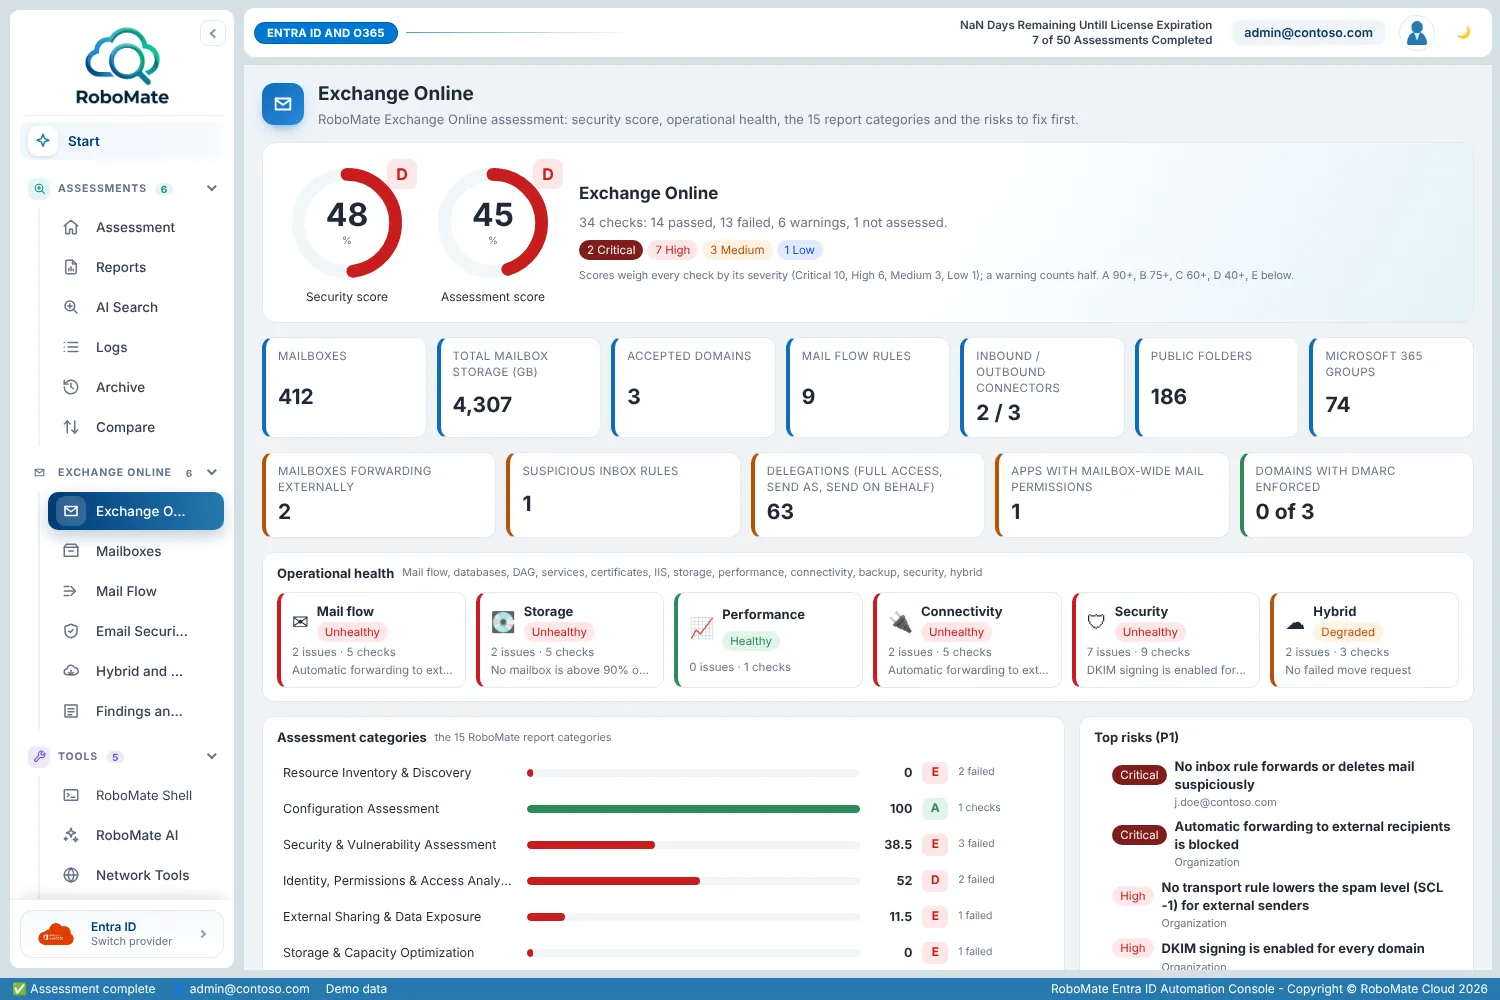 RoboMate
Start
ASSESSMENTS 6
Assessment
Reports
AI Search
Logs
Archive
Compare
EXCHANGE ONLINE 6
Exchange O...
Mailboxes
Mail Flow
Email Securi...
Hybrid and ...
Findings an...
TOOLS 5
RoboMate Shell
RoboMate AI
Network Tools
Entra ID
Switch provider
ENTRA ID AND O365
NaN Days Remaining Untill License Expiration
7 of 50 Assessments Completed
admin@contoso.com
Exchange Online
RoboMate Exchange Online assessment: security score, operational health, the 15 report categories and the risks to fix first.
48
%
D
Security score
45
%
D
Assessment score
Exchange Online
34 checks: 14 passed, 13 failed, 6 warnings, 1 not assessed.
2 Critical 7 High 3 Medium 1 Low
Scores weigh every check by its severity (Critical 10, High 6, Medium 3, Low 1); a warning counts half. A 90+, B 75+, C 60+, D 40+, E below.
MAILBOXES
412
TOTAL MAILBOX
STORAGE (GB)
4,307
ACCEPTED DOMAINS
3
MAIL FLOW RULES
9
INBOUND /
OUTBOUND
CONNECTORS
2 / 3
PUBLIC FOLDERS
186
MICROSOFT 365
GROUPS
74
MAILBOXES FORWARDING
EXTERNALLY
2
SUSPICIOUS INBOX RULES
1
DELEGATIONS (FULL ACCESS,
SEND AS, SEND ON BEHALF)
63
APPS WITH MAILBOX-WIDE MAIL
PERMISSIONS
1
DOMAINS WITH DMARC
ENFORCED
0 of 3
Operational health Mail flow, databases, DAG, services, certificates, IIS, storage, performance, connectivity, backup, security, hybrid
Mail flow
Unhealthy
2 issues · 5 checks
Automatic forwarding to ext...
Storage
Unhealthy
2 issues · 5 checks
No mailbox is above 90% o...
Performance
Healthy
0 issues · 1 checks
Connectivity
Unhealthy
2 issues · 5 checks
Automatic forwarding to ext...
Security
Unhealthy
7 issues · 9 checks
DKIM signing is enabled for...
Hybrid
Degraded
2 issues · 3 checks
No failed move request
Assessment categories the 15 RoboMate report categories
Resource Inventory & Discovery 0 E 2 failed
Configuration Assessment 100 A 1 checks
Security & Vulnerability Assessment 38.5 E 3 failed
Identity, Permissions & Access Analy... 52 D 2 failed
External Sharing & Data Exposure 11.5 E 1 failed
Storage & Capacity Optimization 0 E 1 failed
Top risks (P1)
Critical
No inbox rule forwards or deletes mail
suspiciously
j.doe@contoso.com
Critical
Automatic forwarding to external recipients
is blocked
Organization
High
No transport rule lowers the spam level (SCL
-1) for external senders
Organization
High
DKIM signing is enabled for every domain
Organization
Assessment complete admin@contoso.com Demo data
RoboMate Entra ID Automation Console - Copyright © RoboMate Cloud 2026